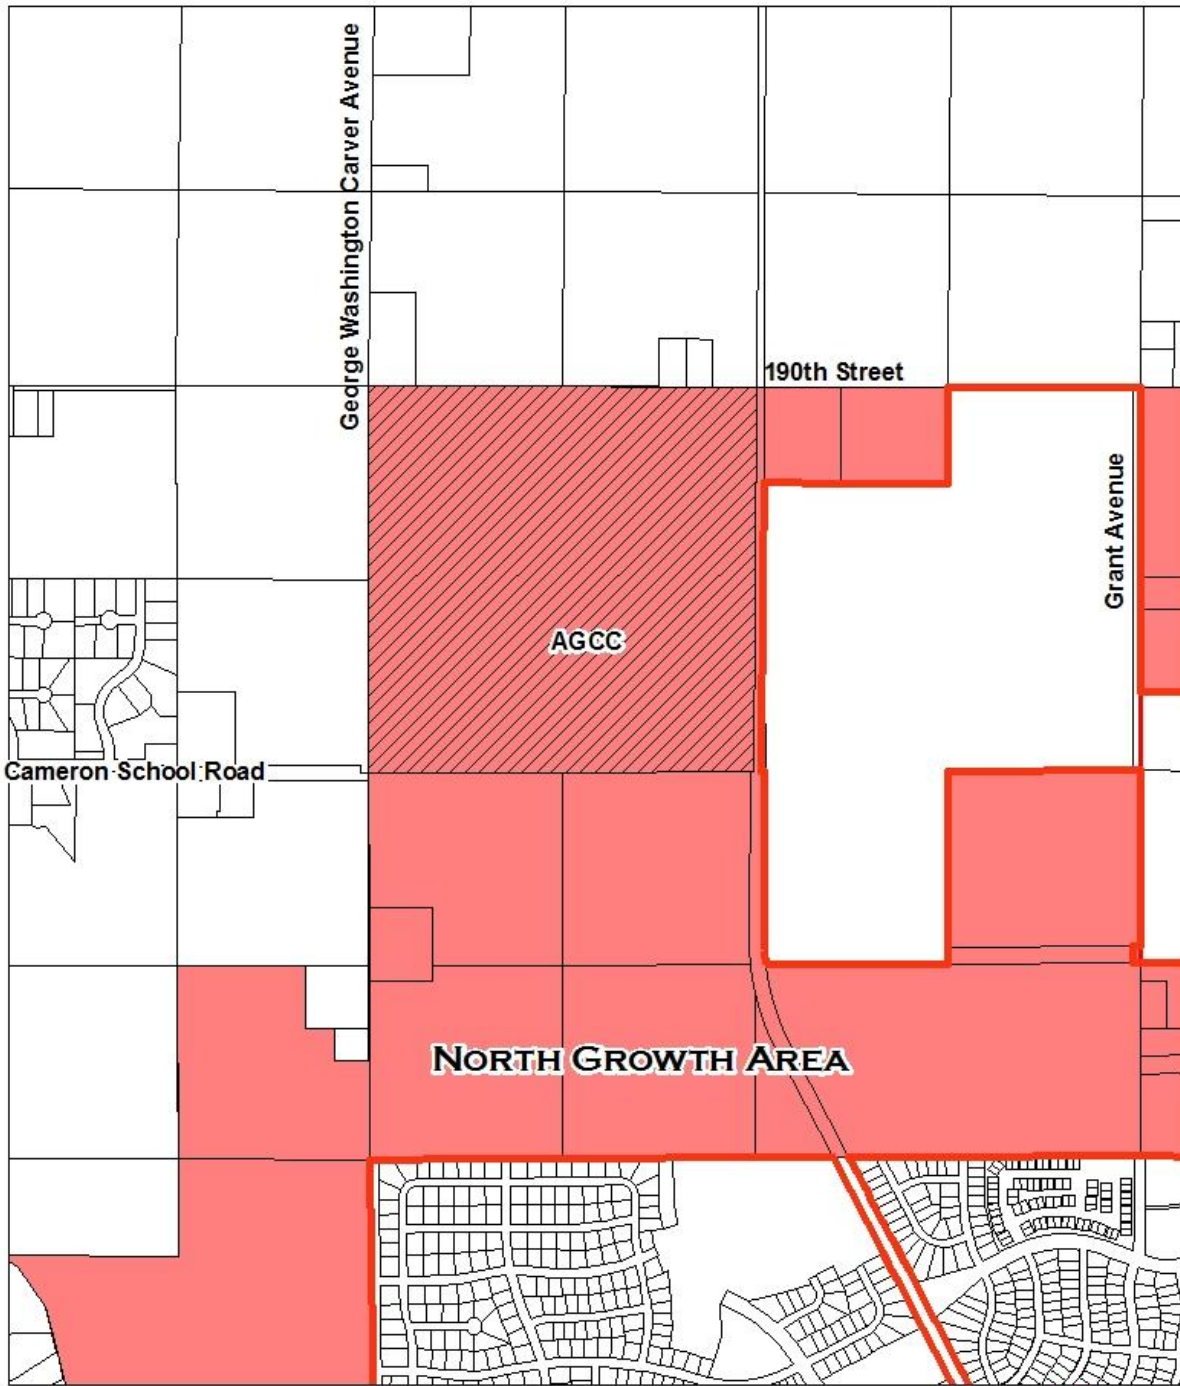 George Washington Carver Avenue
190th Street
Grant Avenue
AGCC
Cameron School Road
NORTH GROWTH AREA